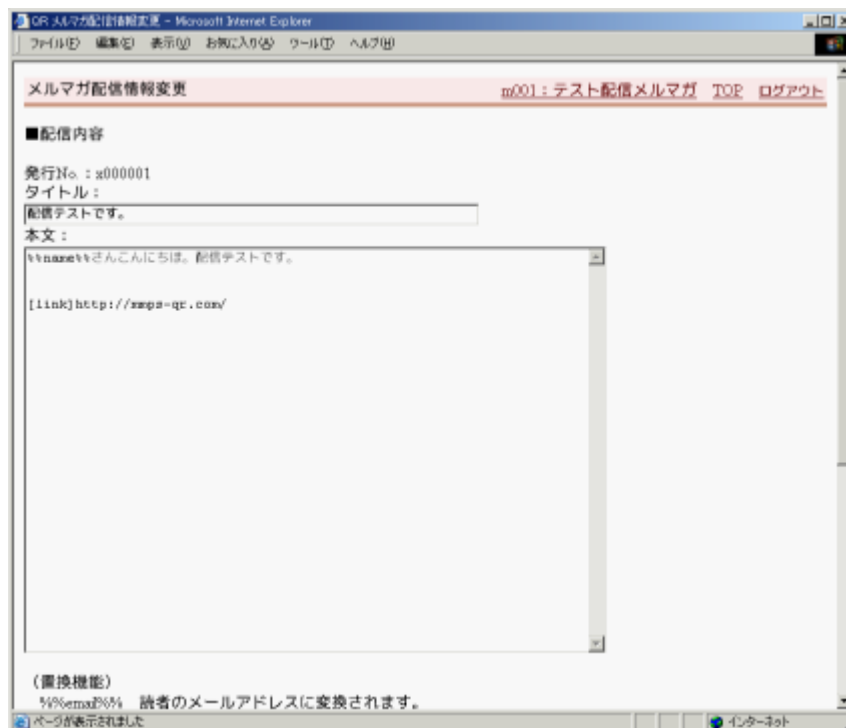 QR メルマガ配信情報変更 - Microsoft Internet Explorer
ファイル(F) 編集(E) 表示(V) お気に入り(A) ツール(T) ヘルプ(H)
メルマガ配信情報変更 m001：テスト配信メルマガ TOP ログアウト
■配信内容
発行No.：z000001
タイトル：
配信テストです。
本文：
%%name%%さんこんにちは。配信テストです。
[link]http://mmps-qr.com/
（置換機能）
%%email%% 読者のメールアドレスに変換されます。
ページが表示されました インターネット